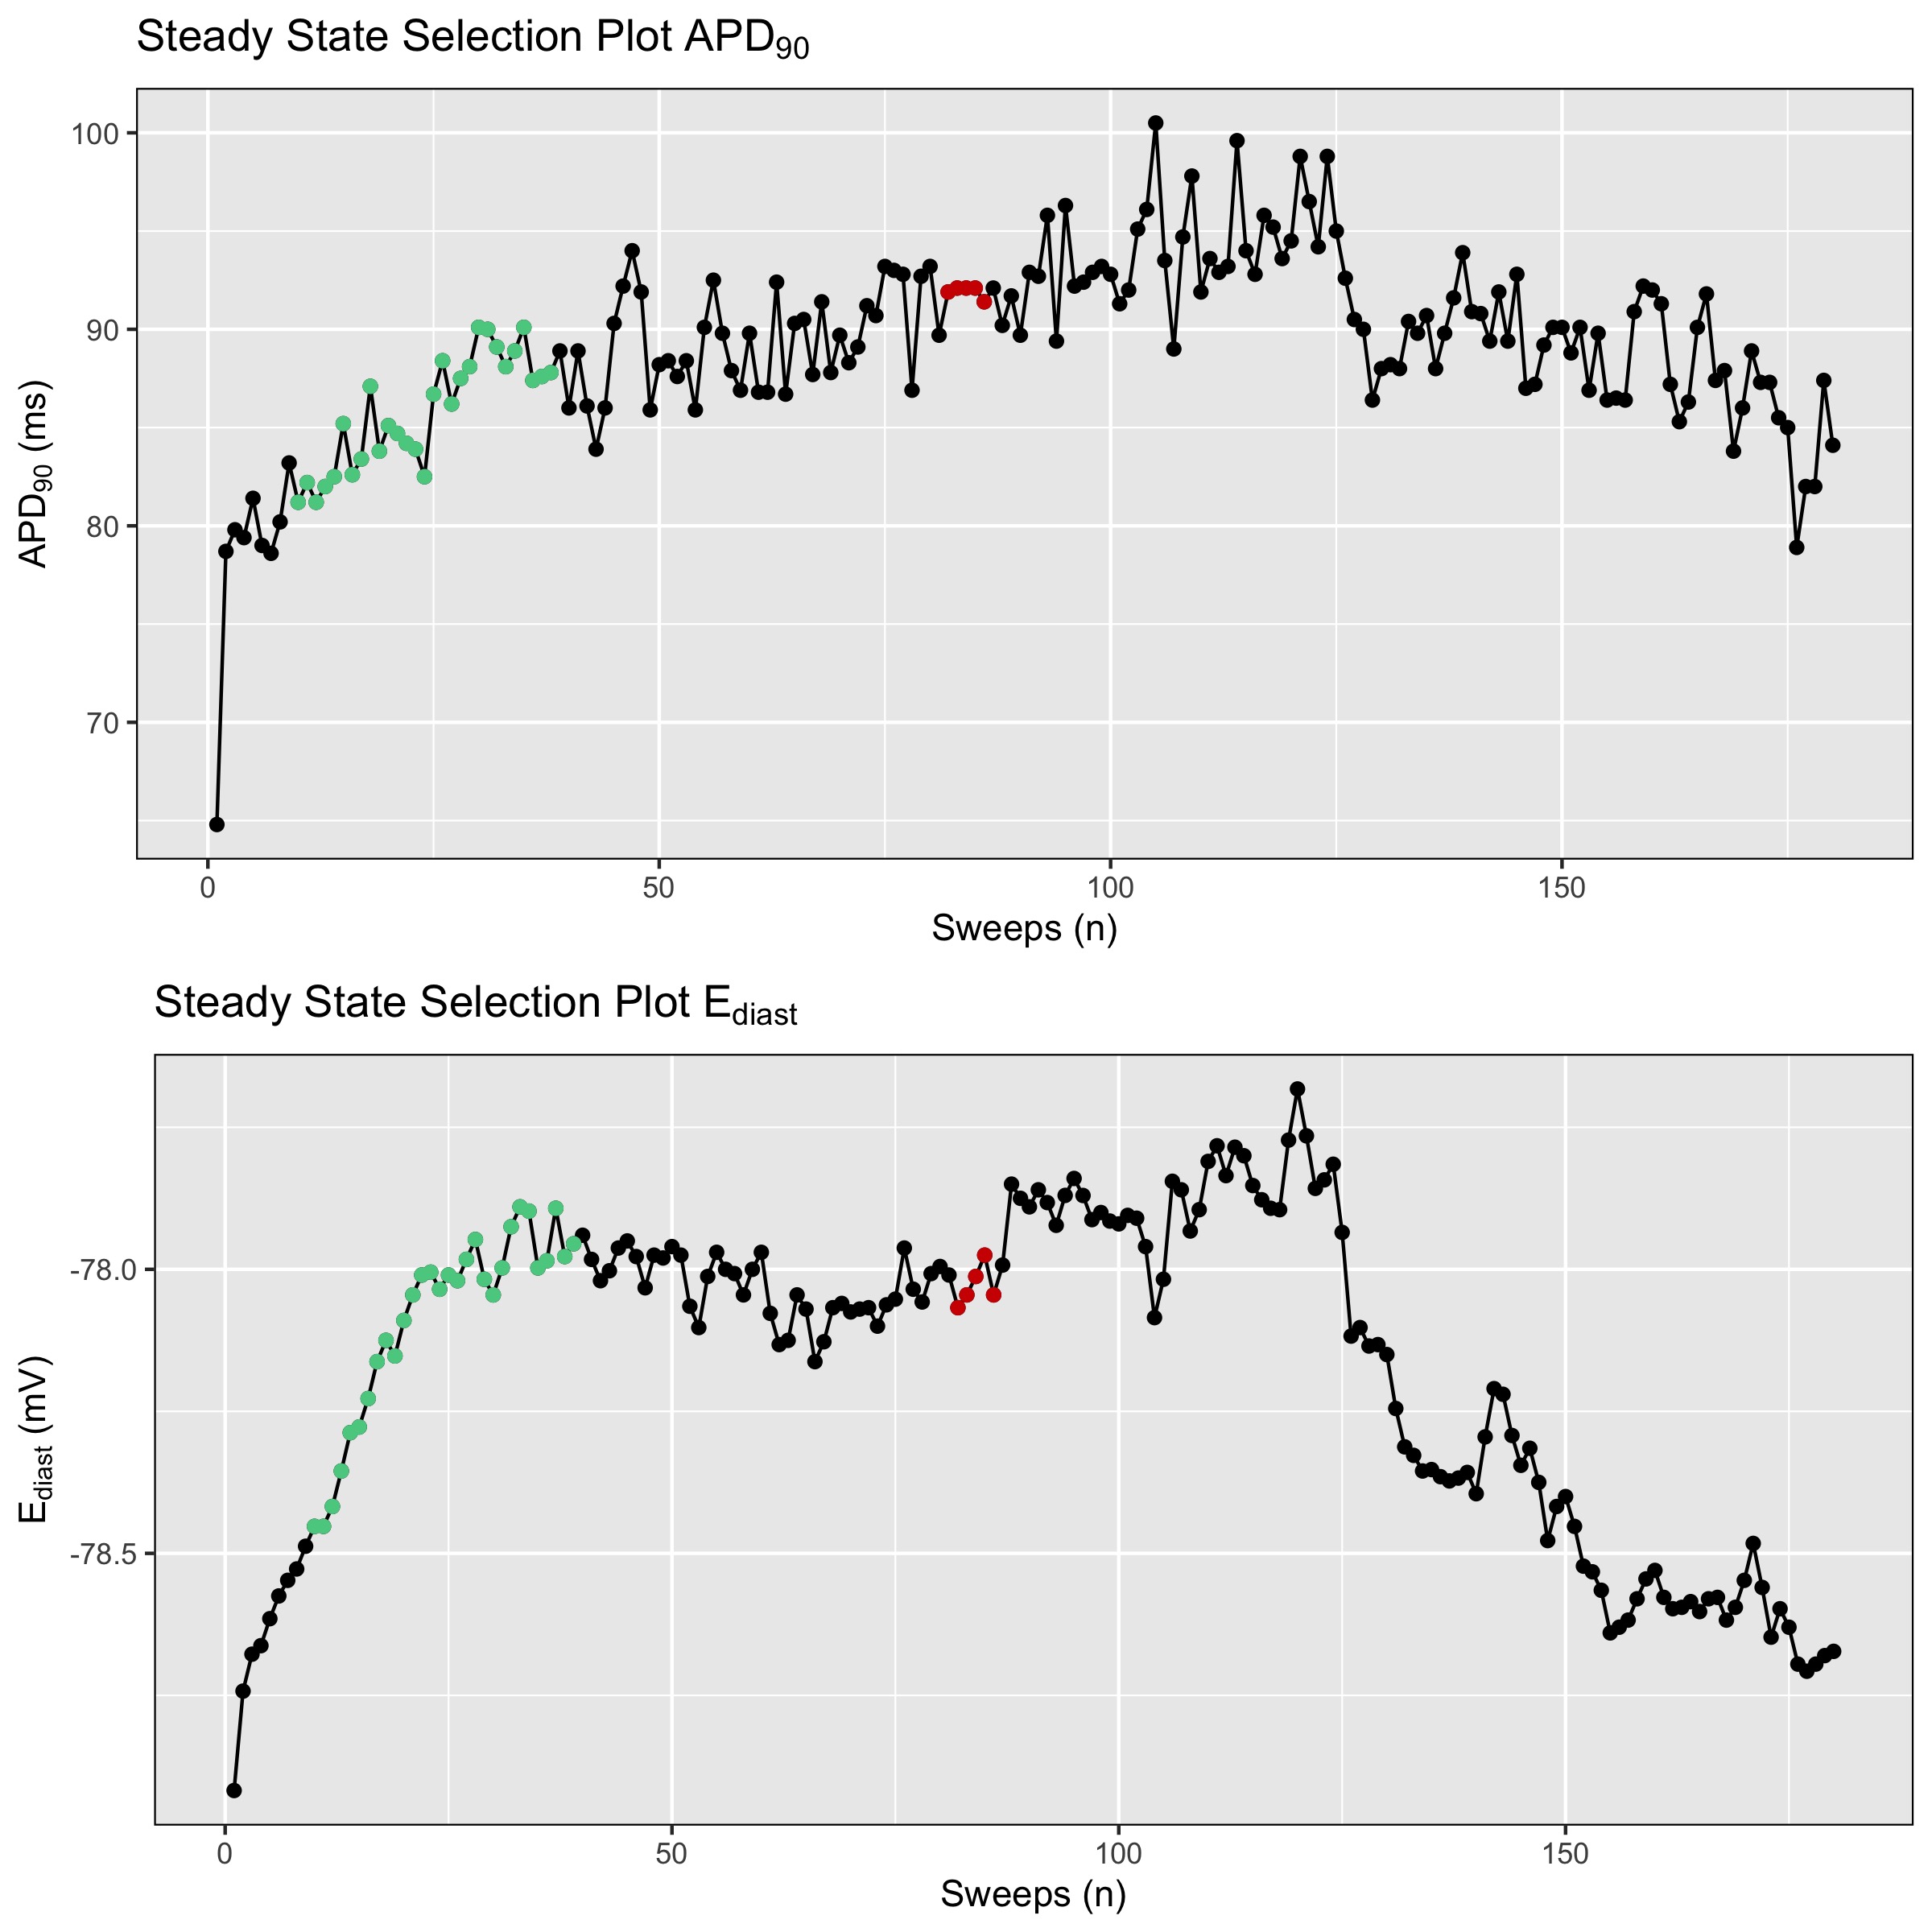 Steady State Selection Plot APD90
100
90
80
70
APD90 (ms)
0 50 100 150
Sweeps (n)
Steady State Selection Plot Ediast
-78.0
-78.5
Ediast (mV)
0 50 100 150
Sweeps (n)